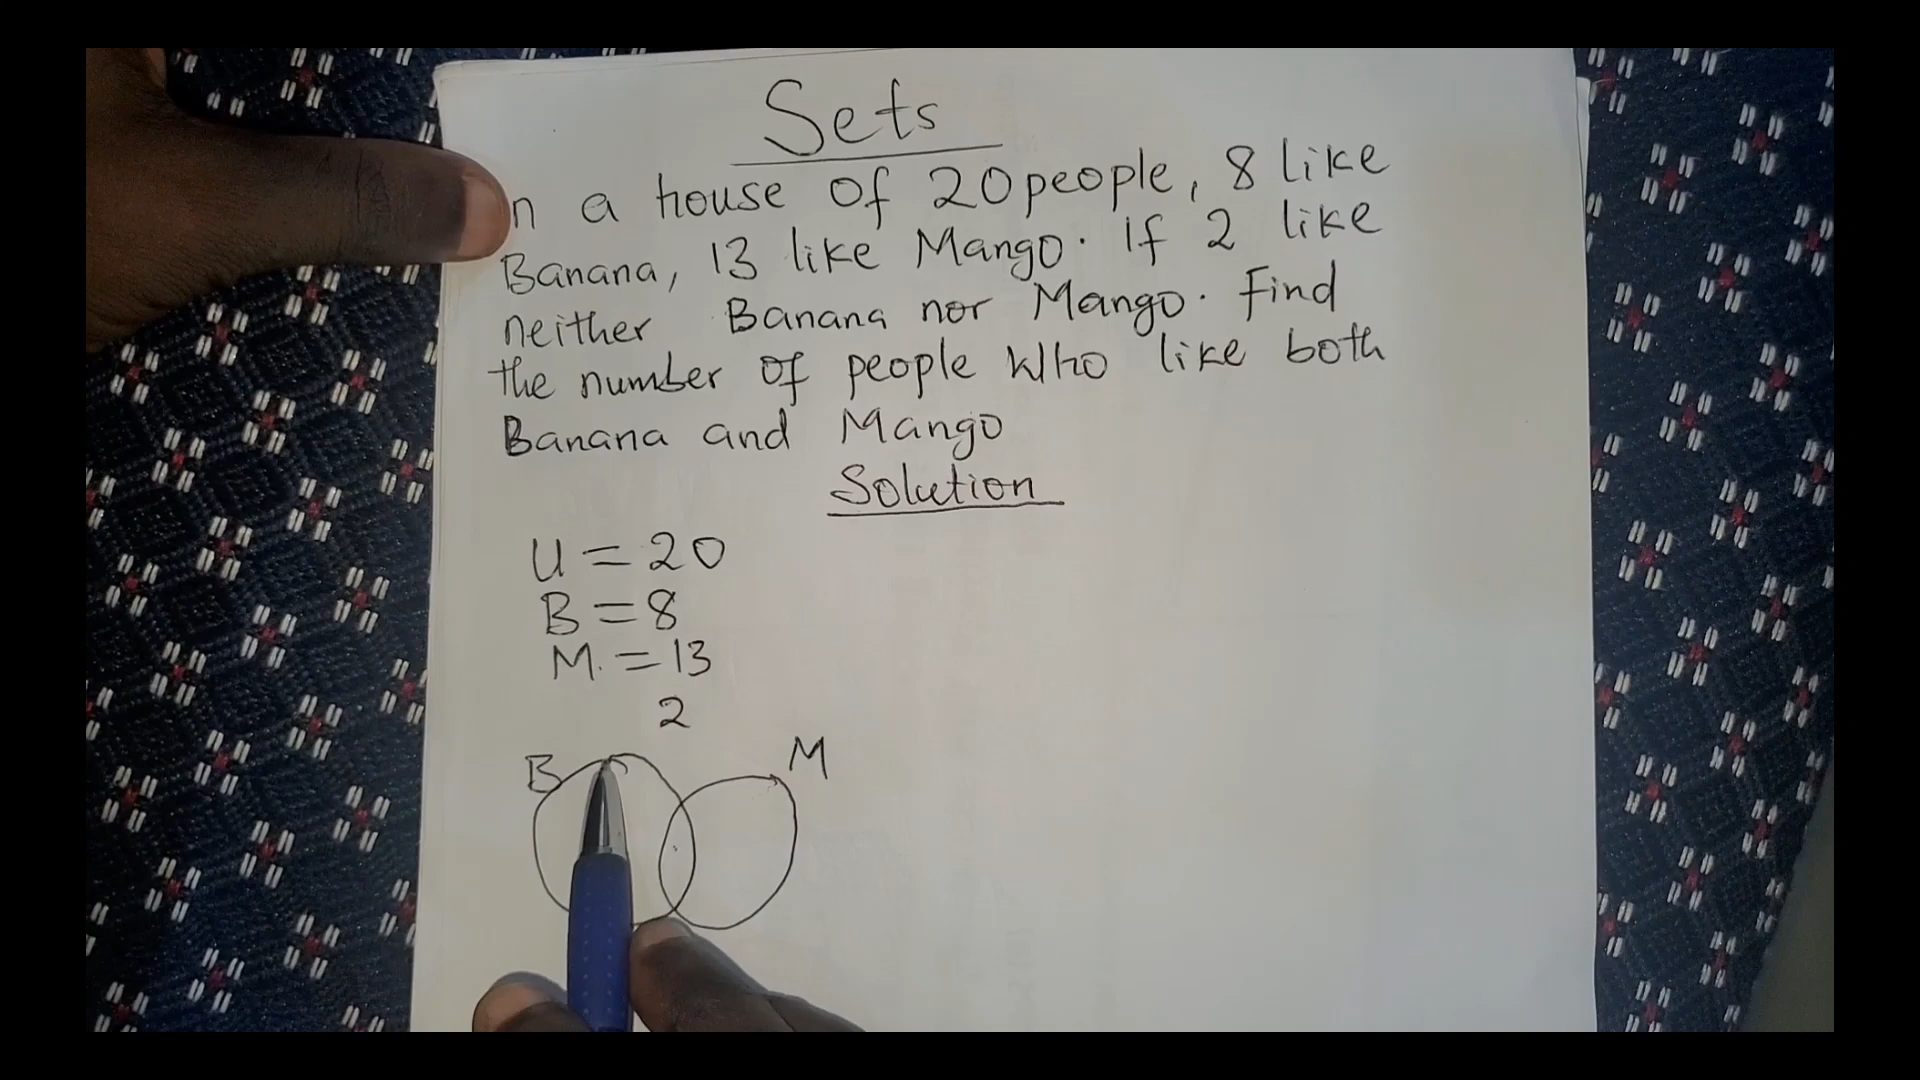 Sets
n a house of 20 people, 8 like
Banana, 13 like Mango. If 2 like
neither Banana nor Mango. Find
the number of people who like both
Banana and Mango
Solution
U = 20
B = 8
M. = 13
2
B M